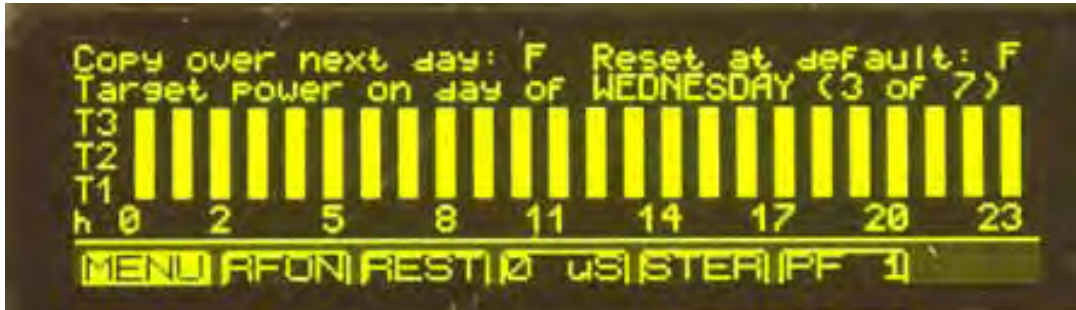 Copy over next day: F Reset at default: F
Target power on day of WEDNESDAY (3 of 7)
T3
T2
T1
h 0 2 5 8 11 14 17 20 23
MENU RFON REST 0 uS STER PF 1